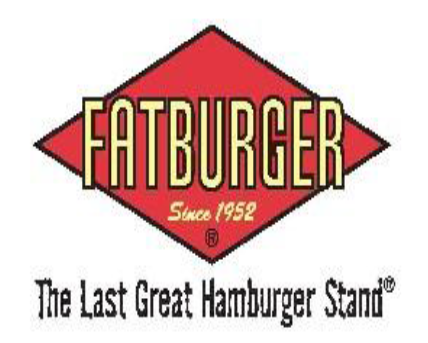 FATBURGER
Since 1952
®
The Last Great Hamburger Stand®